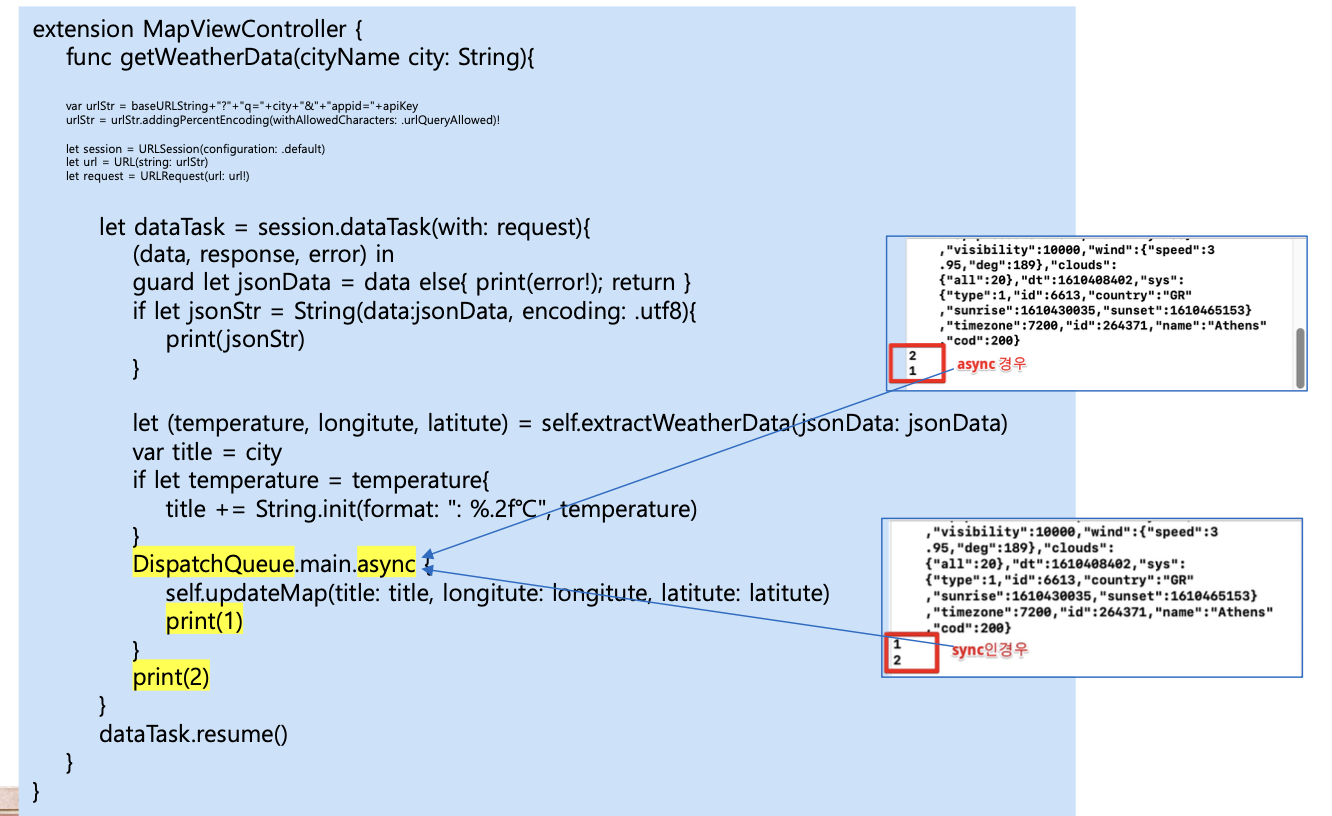 extension MapViewController {
func getWeatherData(cityName city: String){
var urlStr = baseURLString+"?"+"q="+city+"&"+"appid="+apiKey
urlStr = urlStr.addingPercentEncoding(withAllowedCharacters: .urlQueryAllowed)!
let session = URLSession(configuration: .default)
let url = URL(string: urlStr)
let request = URLRequest(url: url!)
let dataTask = session.dataTask(with: request){
(data, response, error) in
guard let jsonData = data else{ print(error!); return }
if let jsonStr = String(data:jsonData, encoding: .utf8){
print(jsonStr)
}
let (temperature, longitute, latitute) = self.extractWeatherData(jsonData: jsonData)
var title = city
if let temperature = temperature{
title += String.init(format: ": %.2f℃", temperature)
}
DispatchQueue.main.async {
self.updateMap(title: title, longitute: longitute, latitute: latitute)
print(1)
}
print(2)
}
dataTask.resume()
}
}
,"visibility":10000,"wind":{"speed":3
.95,"deg":189},"clouds":
{"all":20},"dt":1610408402,"sys":
{"type":1,"id":6613,"country":"GR"
,"sunrise":1610430035,"sunset":1610465153}
,"timezone":7200,"id":264371,"name":"Athens"
,"cod":200}
2
1
async 경우
,"visibility":10000,"wind":{"speed":3
.95,"deg":189},"clouds":
{"all":20},"dt":1610408402,"sys":
{"type":1,"id":6613,"country":"GR"
,"sunrise":1610430035,"sunset":1610465153}
,"timezone":7200,"id":264371,"name":"Athens"
,"cod":200}
1
2
sync인경우